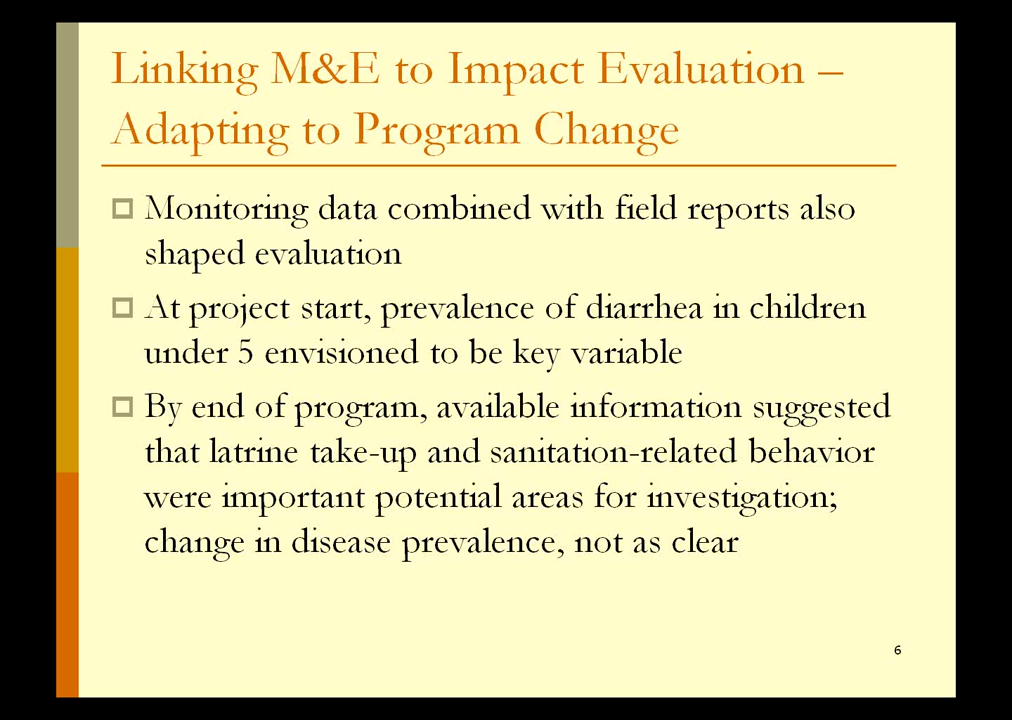 Linking M&E to Impact Evaluation –
Adapting to Program Change
Monitoring data combined with field reports also
shaped evaluation
At project start, prevalence of diarrhea in children
under 5 envisioned to be key variable
By end of program, available information suggested
that latrine take-up and sanitation-related behavior
were important potential areas for investigation;
change in disease prevalence, not as clear
6